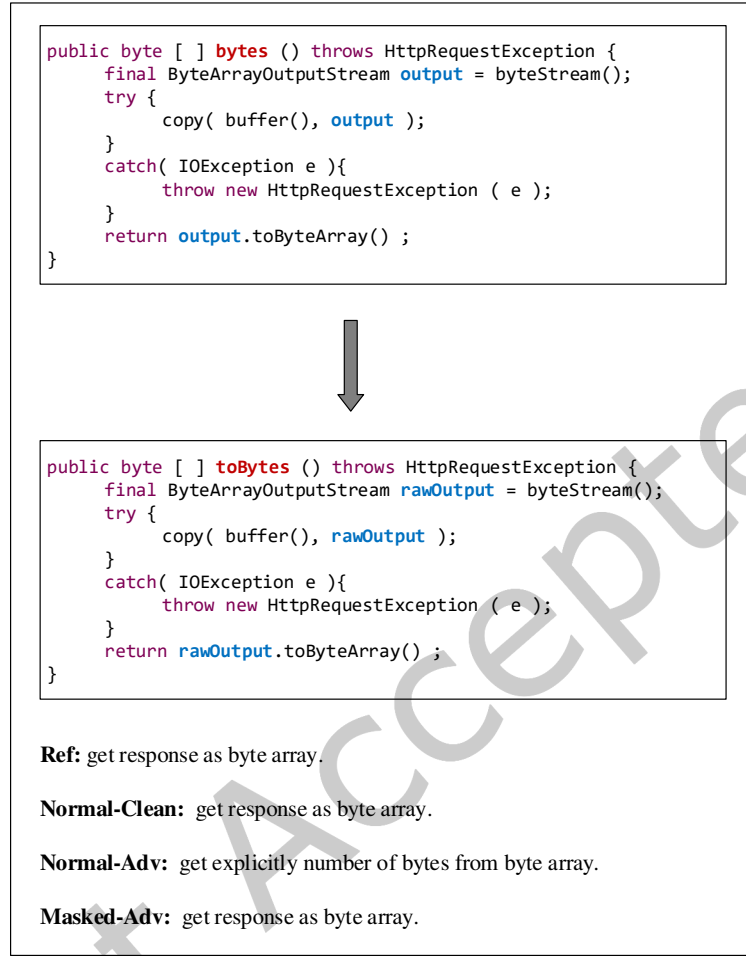 public byte [ ] bytes () throws HttpRequestException {
final ByteArrayOutputStream output = byteStream();
try {
copy( buffer(), output );
}
catch( IOException e ){
throw new HttpRequestException ( e );
}
return output.toByteArray() ;
}
public byte [ ] toBytes () throws HttpRequestException {
final ByteArrayOutputStream rawOutput = byteStream();
try {
copy( buffer(), rawOutput );
}
catch( IOException e ){
throw new HttpRequestException ( e );
}
return rawOutput.toByteArray() ;
}
Ref: get response as byte array.
Normal-Clean: get response as byte array.
Normal-Adv: get explicitly number of bytes from byte array.
Masked-Adv: get response as byte array.